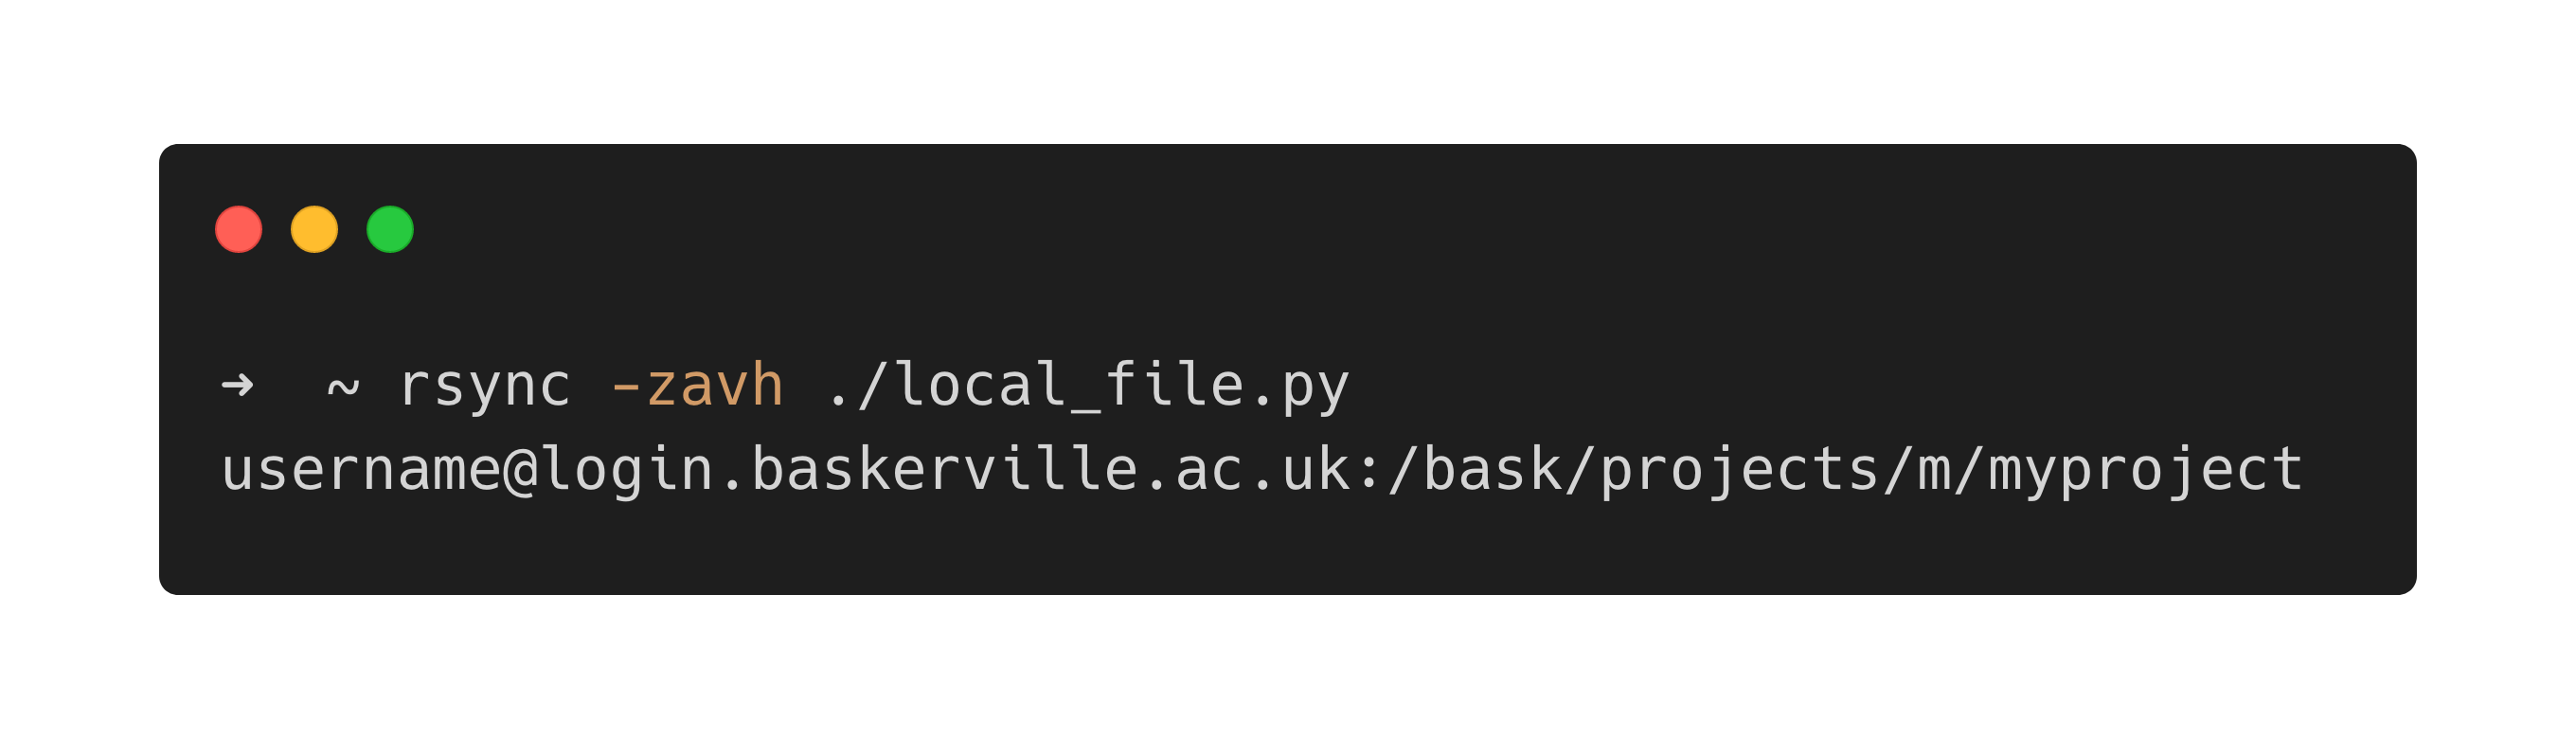 ➜  ~ rsync -zavh ./local_file.py
username@login.baskerville.ac.uk:/bask/projects/m/myproject